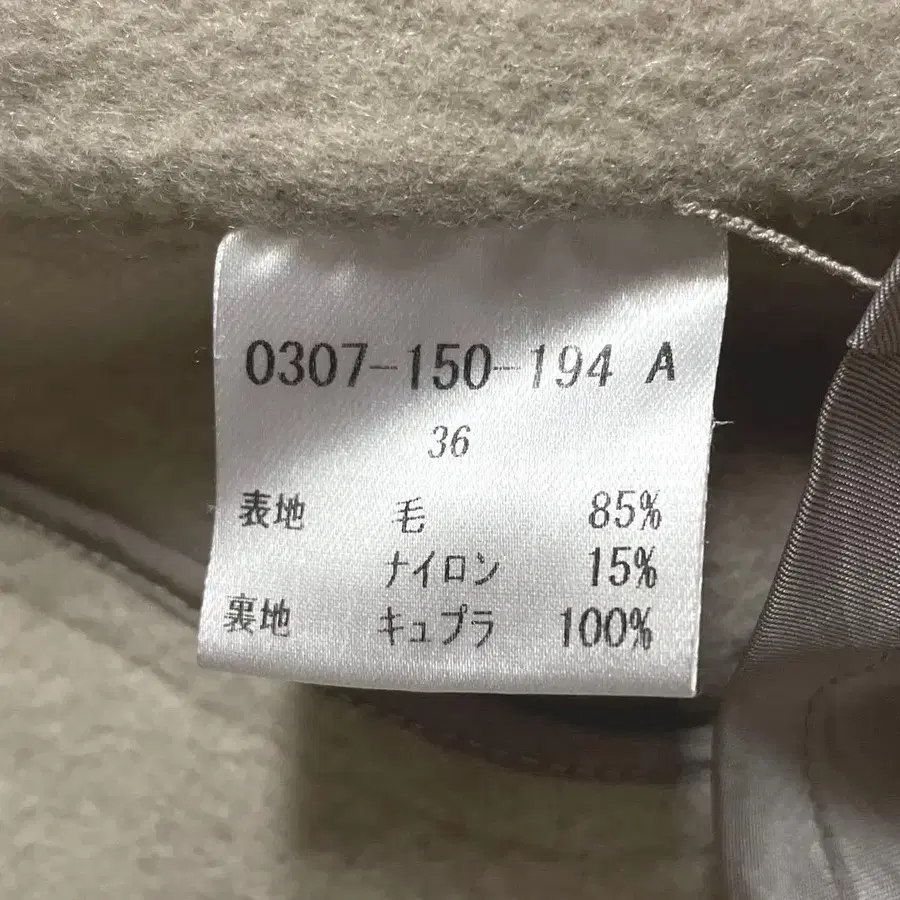 0307-150-194 A
36
表地 毛 85%
ナイロン 15%
裏地 キュプラ 100%